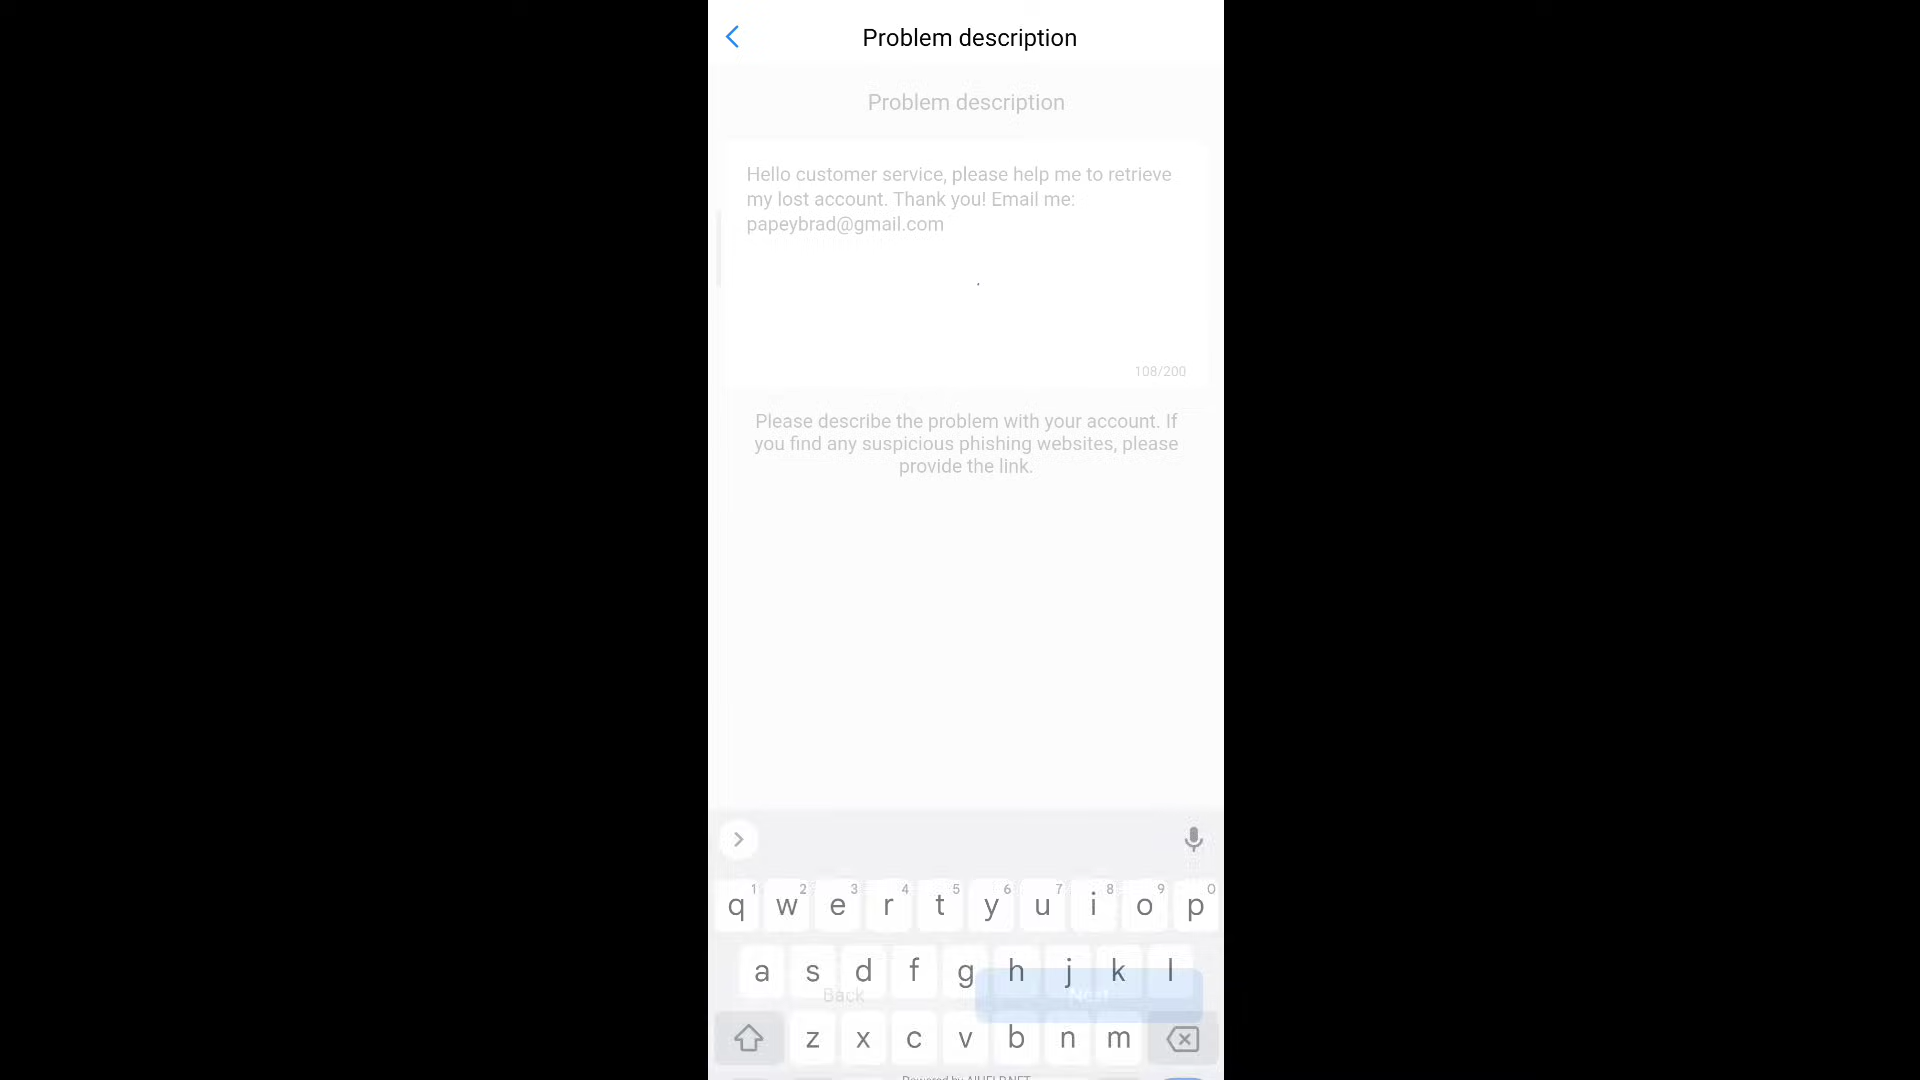 Problem description
Problem description
Hello customer service, please help me to retrieve
my lost account. Thank you! Email me:
papeybrad@gmail.com
108/200
Please describe the problem with your account. If
you find any suspicious phishing websites, please
provide the link.
1 2 3 4 5 6 7 8 9 0
q w e r t y u i o p
a s d f g h j k l
Back Next
z x c v b n m
Powered by AIHELP.NET